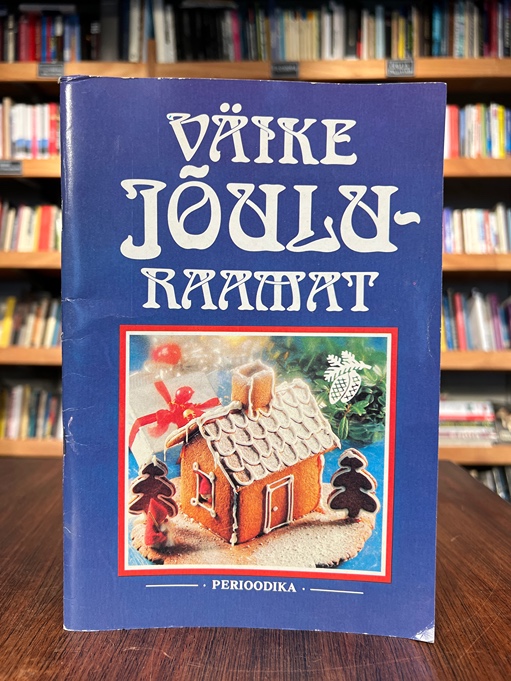 VÄIKE
JÕULU-
RAAMAT
· PERIOODIKA ·